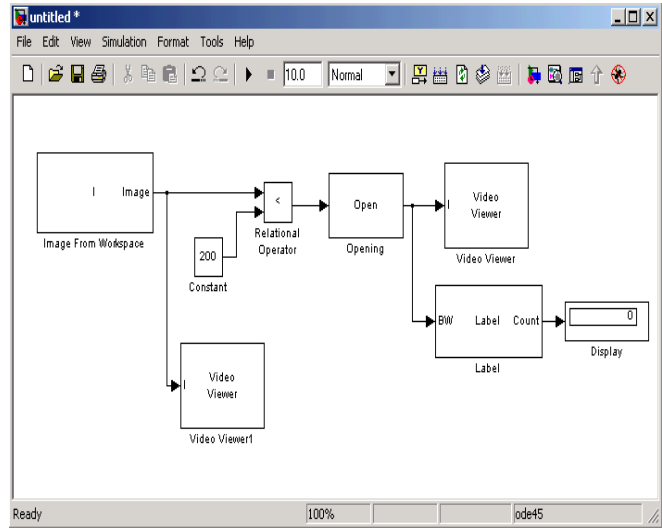 untitled *
File Edit View Simulation Format Tools Help
10.0 Normal
I Image
Image From Workspace
<
Relational
Operator
200
Constant
Open
Opening
I Video
Viewer
Video Viewer
BW Label Count
Label
0
Display
I Video
Viewer
Video Viewer1
Ready 100% ode45